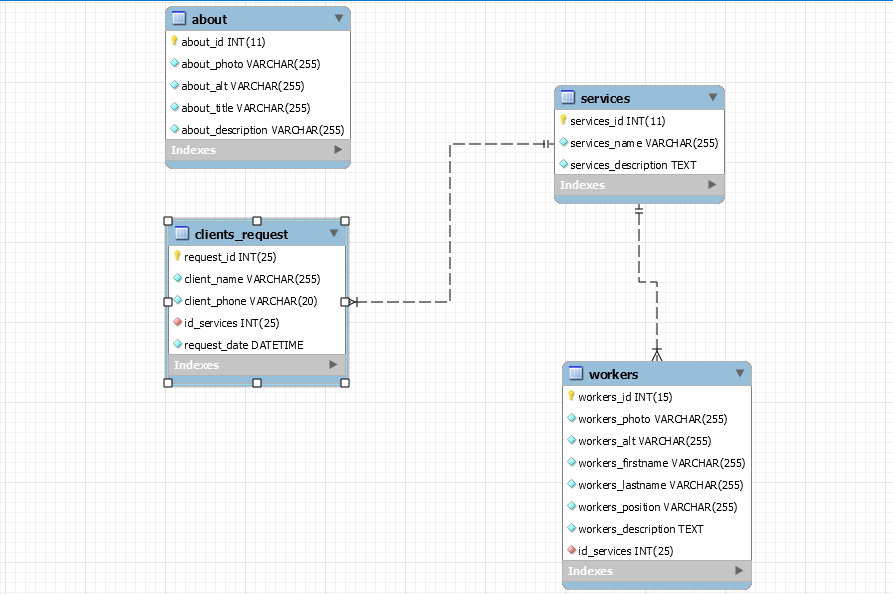 about
about_id INT(11)
about_photo VARCHAR(255)
about_alt VARCHAR(255)
about_title VARCHAR(255)
about_description VARCHAR(255)
Indexes
services
services_id INT(11)
services_name VARCHAR(255)
services_description TEXT
Indexes
clients_request
request_id INT(25)
client_name VARCHAR(255)
client_phone VARCHAR(20)
id_services INT(25)
request_date DATETIME
Indexes
workers
workers_id INT(15)
workers_photo VARCHAR(255)
workers_alt VARCHAR(255)
workers_firstname VARCHAR(255)
workers_lastname VARCHAR(255)
workers_position VARCHAR(255)
workers_description TEXT
id_services INT(25)
Indexes